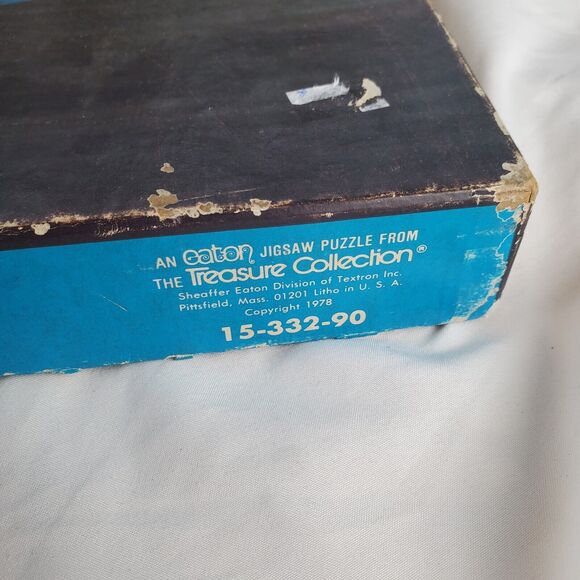 AN eaton JIGSAW PUZZLE FROM
THE Treasure Collection®
Sheaffer Eaton Division of Textron Inc.
Pittsfield, Mass. 01201 Litho in U. S. A.
Copyright 1978
15-332-90